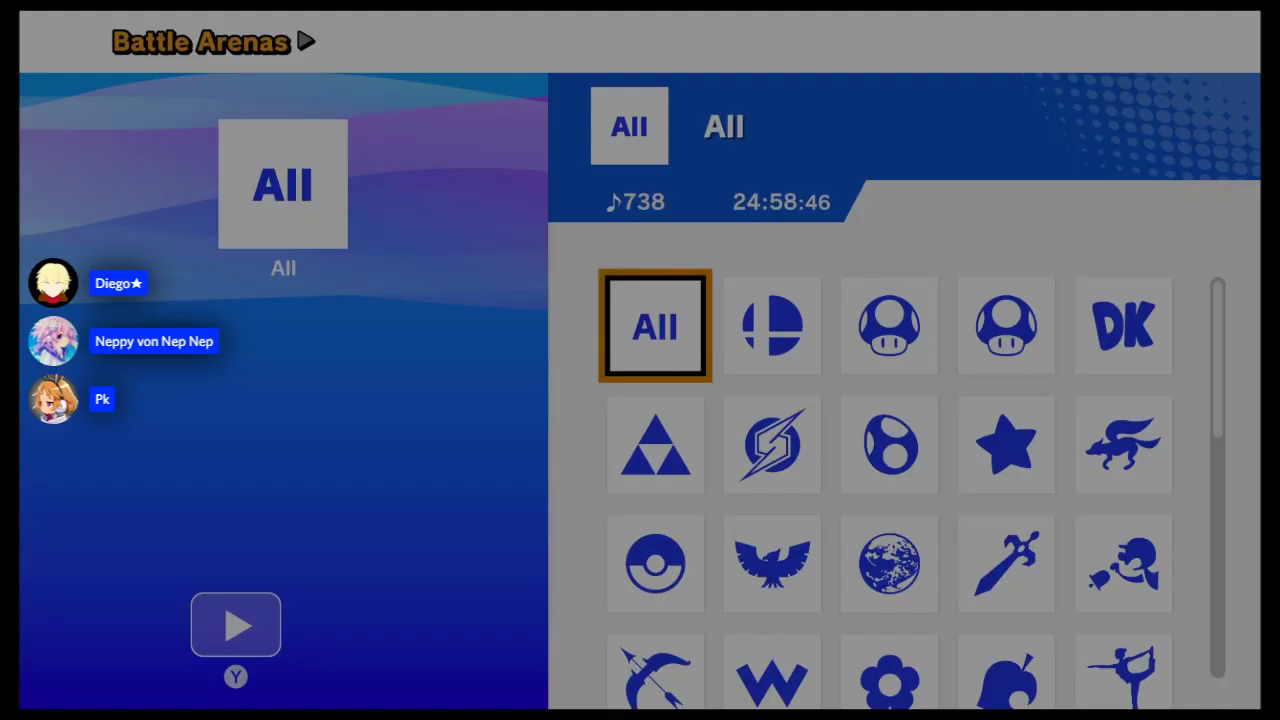 Battle Arenas
All
All
Diego★
Neppy von Nep Nep
Pk
Y
All
All
♪738
24:58:46
All
DK
W